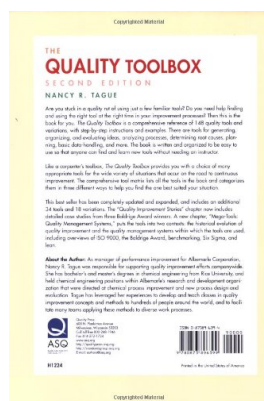 Copyrighted Material
THE
QUALITY TOOLBOX
SECOND EDITION
NANCY R. TAGUE
Are you stuck in a quality rut of using just a few familiar tools? Do you need help finding
and using the right tool at the right time in your improvement processes? Then this is the
book for you. The Quality Toolbox is a comprehensive reference of 148 quality tools and
variations, with step-by-step instructions and examples. There are tools for generating,
organizing, and evaluating ideas, analyzing processes, determining root causes, plan-
ning, basic data-handling, and more. The book is written and organized to be easy to
use so that anyone can find and learn new tools without needing an instructor.
Like a carpenter's toolbox, The Quality Toolbox provides you with a choice of many
appropriate tools for the wide variety of situations that occur on the road to continuous
improvement. The comprehensive tool matrix lists all the tools in the book and categorizes
them in three different ways to help you find the one best suited your situation.
This best seller has been completely updated and expanded, and includes an additional
34 tools and 18 variations. The "Quality Improvement Stories" chapter now includes
detailed case studies from three Baldrige Award winners. A new chapter, "Mega-Tools:
Quality Management Systems," puts the tools into two contexts: the historical evolution of
quality improvement and the quality management systems within which the tools are used,
including overviews of ISO 9000, the Baldrige Award, benchmarking, Six Sigma, and
lean.
About the Author: As manager of performance improvement for Albemarle Corporation,
Nancy R. Tague was responsible for supporting quality improvement efforts companywide.
She has bachelor's and master's degrees in chemical engineering from Rice University and
held chemical engineering positions within Albemarle's research and development organi-
zation that were directed at chemical process improvement and new process design and
evaluation. Tague has leveraged her experiences to develop and teach classes in quality
improvement concepts and methods to hundreds of people around the world, and to facili-
tate many teams applying these methods to diverse work processes.
ASQ
Quality Press
H1224
90000
Printed in the United States of America
Copyrighted Material